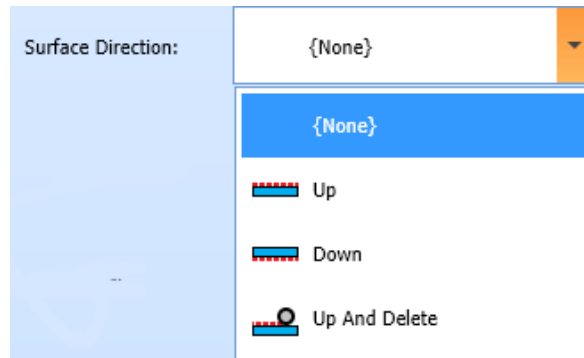 Surface Direction:
{None}
{None}
Up
Down
Up And Delete